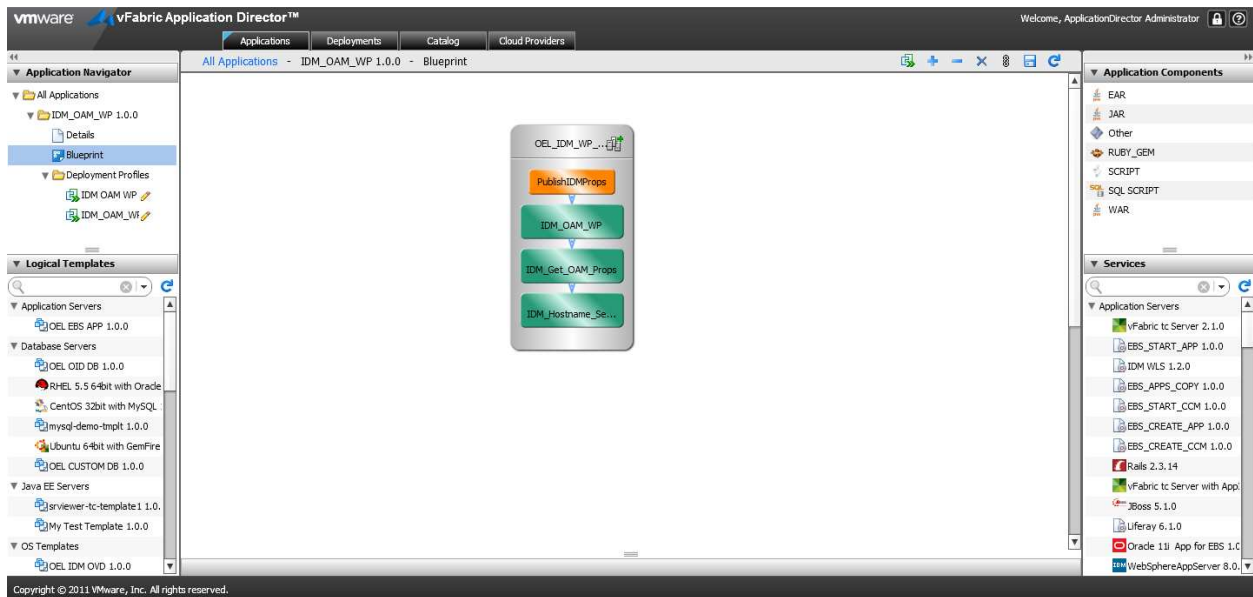 vmware vFabric Application Director™ Welcome, ApplicationDirector Administrator
Applications Deployments Catalog Cloud Providers
All Applications - IDM_OAM_WP 1.0.0 - Blueprint
Application Navigator
All Applications
IDM_OAM_WP 1.0.0
Details
Blueprint
Deployment Profiles
IDM OAM WP
IDM_OAM_WF
Logical Templates
Application Servers
OEL EBS APP 1.0.0
Database Servers
OEL OID DB 1.0.0
RHEL 5.5 64bit with Oracle
CentOS 32bit with MySQL
mysql-demo-tmplt 1.0.0
Ubuntu 64bit with GemFire
OEL CUSTOM DB 1.0.0
Java EE Servers
srviewer-tc-template1 1.0.
My Test Template 1.0.0
OS Templates
OEL IDM OVD 1.0.0
OEL_IDM_WP_...
PublishIDMProps
IDM_OAM_WP
IDM_Get_OAM_Props
IDM_Hostname_Se...
Application Components
EAR
JAR
Other
RUBY_GEM
SCRIPT
SQL SCRIPT
WAR
Services
Application Servers
vFabric tc Server 2.1.0
EBS_START_APP 1.0.0
IDM WLS 1.2.0
EBS_APPS_COPY 1.0.0
EBS_START_CCM 1.0.0
EBS_CREATE_APP 1.0.0
EBS_CREATE_CCM 1.0.0
Rails 2.3.14
vFabric tc Server with App
JBoss 5.1.0
Liferay 6.1.0
Oracle 11i App for EBS 1.0
WebSphereAppServer 8.0.
Copyright © 2011 VMware, Inc. All rights reserved.